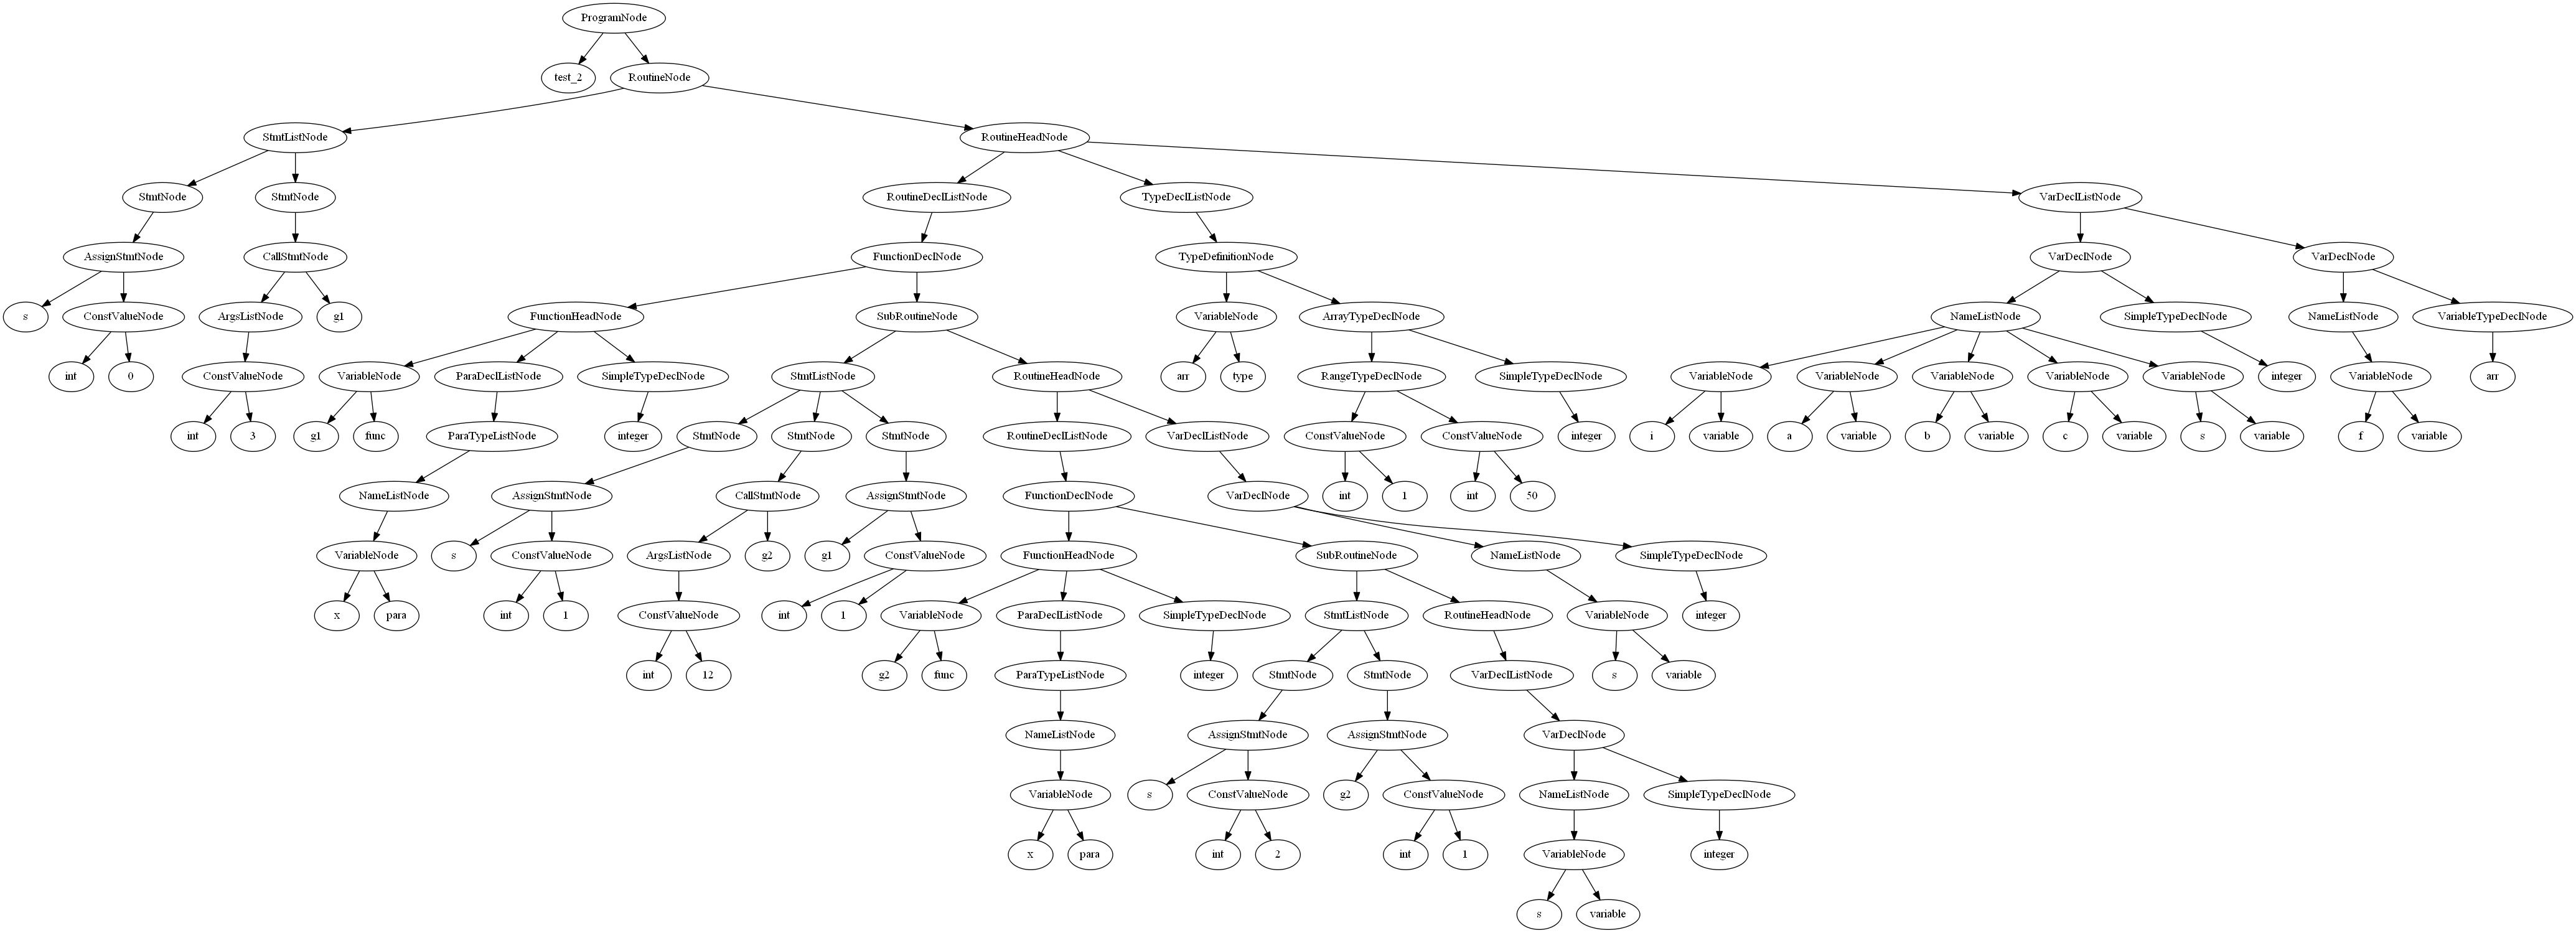 ProgramNode
test_2 RoutineNode
StmtListNode RoutineHeadNode
StmtNode StmtNode RoutineDeclListNode TypeDeclListNode VarDeclListNode
AssignStmtNode CallStmtNode FunctionDeclNode TypeDefinitionNode VarDeclNode VarDeclNode
s ConstValueNode ArgsListNode g1 FunctionHeadNode SubRoutineNode VariableNode ArrayTypeDeclNode NameListNode SimpleTypeDeclNode NameListNode VariableTypeDeclNode
int 0 ConstValueNode VariableNode ParaDeclListNode SimpleTypeDeclNode StmtListNode RoutineHeadNode arr type RangeTypeDeclNode SimpleTypeDeclNode VariableNode VariableNode VariableNode VariableNode VariableNode integer VariableNode arr
int 3 g1 func ParaTypeListNode integer StmtNode StmtNode StmtNode RoutineDeclListNode VarDeclListNode ConstValueNode ConstValueNode integer i variable a variable b variable c variable s variable f variable
NameListNode AssignStmtNode CallStmtNode AssignStmtNode FunctionDeclNode VarDeclNode int 1 int 50
VariableNode s ConstValueNode ArgsListNode g2 g1 ConstValueNode FunctionHeadNode SubRoutineNode NameListNode SimpleTypeDeclNode
x para int 1 ConstValueNode int 1 VariableNode ParaDeclListNode SimpleTypeDeclNode StmtListNode RoutineHeadNode VariableNode integer
int 12 g2 func ParaTypeListNode integer StmtNode StmtNode VarDeclListNode s variable
NameListNode AssignStmtNode AssignStmtNode VarDeclNode
VariableNode s ConstValueNode g2 ConstValueNode NameListNode SimpleTypeDeclNode
x para int 2 int 1 VariableNode integer
s variable